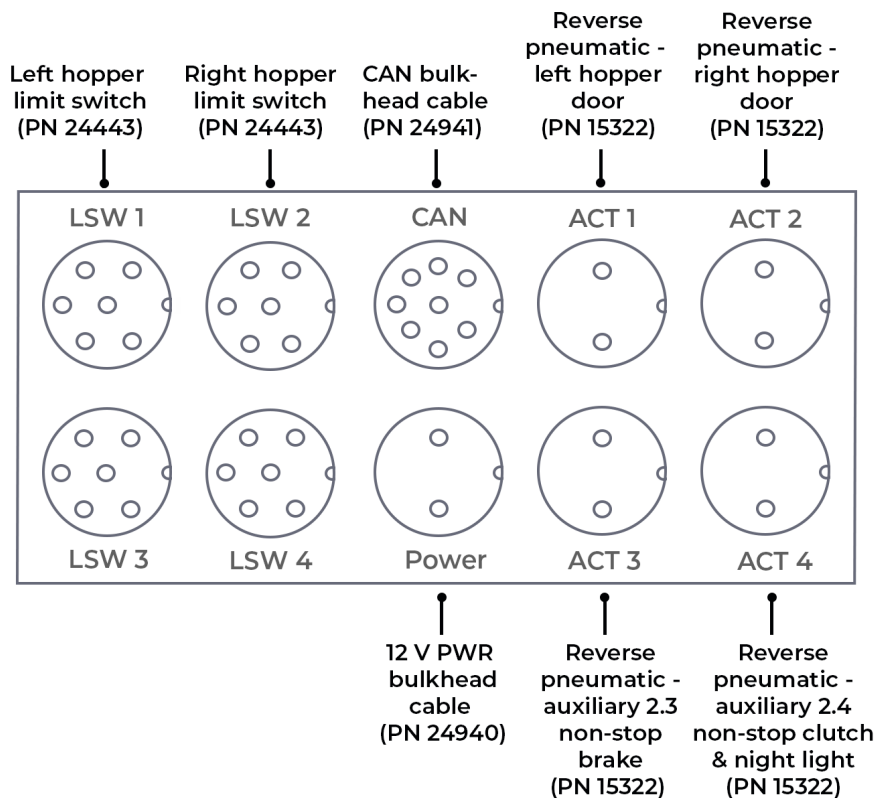 Left hopper
limit switch
(PN 24443)
Right hopper
limit switch
(PN 24443)
CAN bulk-
head cable
(PN 24941)
Reverse
pneumatic -
left hopper
door
(PN 15322)
Reverse
pneumatic -
right hopper
door
(PN 15322)
LSW 1
LSW 2
CAN
ACT 1
ACT 2
LSW 3
LSW 4
Power
ACT 3
ACT 4
12 V PWR
bulkhead
cable
(PN 24940)
Reverse
pneumatic -
auxiliary 2.3
non-stop
brake
(PN 15322)
Reverse
pneumatic -
auxiliary 2.4
non-stop clutch
& night light
(PN 15322)